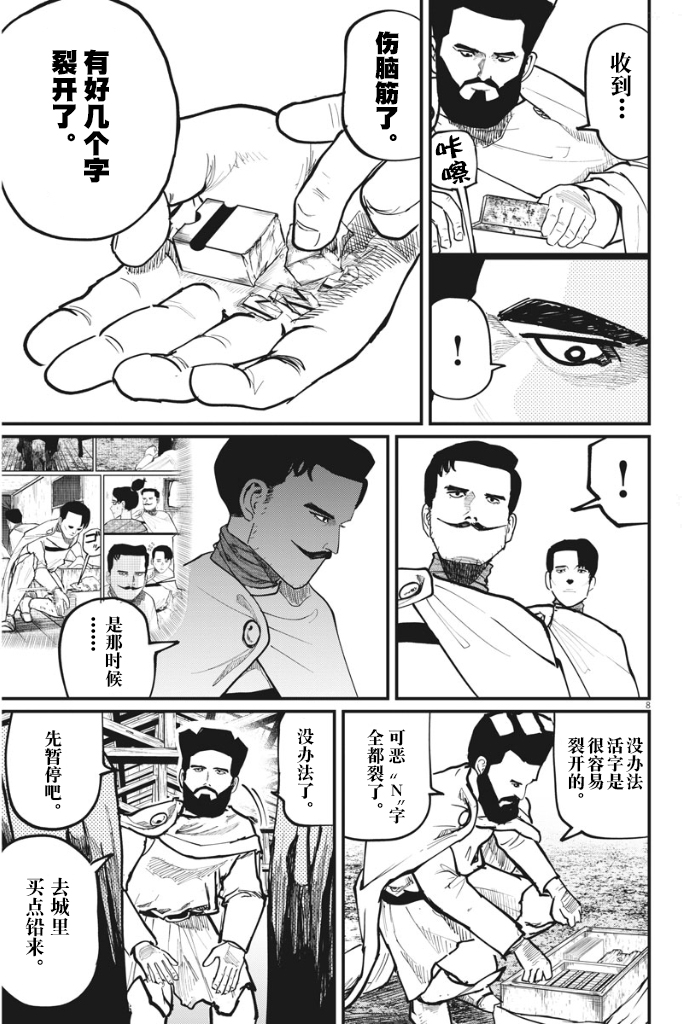 收到…
咔嚓
！
伤脑筋了。
有好几个字
裂开了。
！
是那时候
……
8
没办法
活字是
很容易
裂开的。
可恶〝N〞字
全都裂了。
没办法了。
先暂停吧。
去城里
买点铅来。